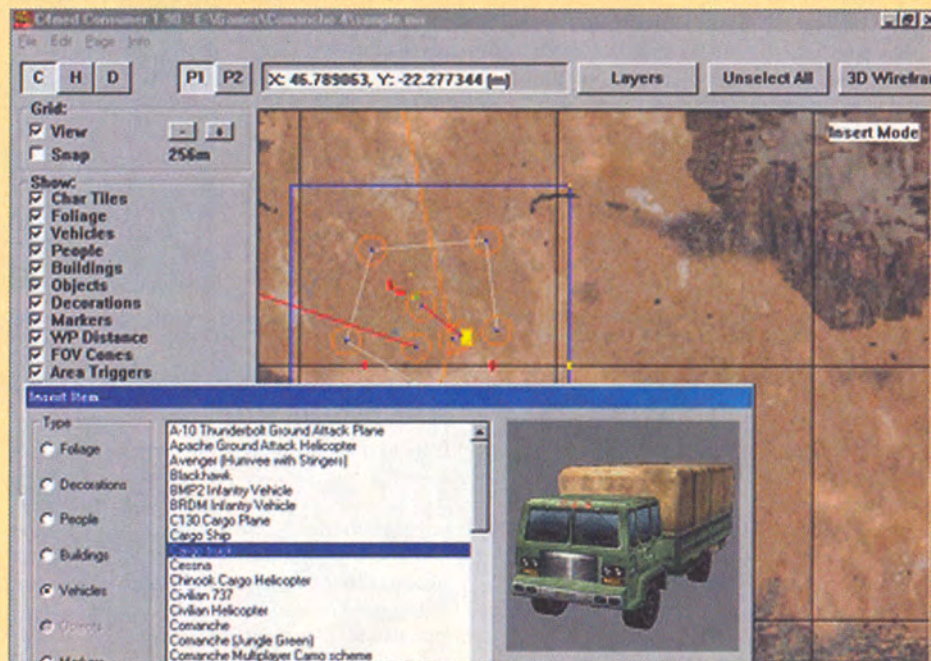 C4med Consumer 1.90 - E:\Games\Comanche 4\sample.mis
File Edit Page Info
C H D P1 P2 X: 46.789063, Y: -22.277344 (m) Layers Unselect All 3D
Grid:
View - +
Snap 256m
Insert Mode
Show:
Char Tiles
Foliage
Vehicles
People
Buildings
Objects
Decorations
Markers
WP Distance
FOV Cones
Area Triggers
Insert Item
Type
Foliage
Decorations
People
Buildings
Vehicles
Markers
A-10 Thunderbolt Ground Attack Plane
Apache Ground Attack Helicopter
Avenger (Humvee with Stingers)
Blackhawk
BMP2 Infantry Vehicle
BRDM Infantry Vehicle
C130 Cargo Plane
Cargo Ship
Cessna
Chinook Cargo Helicopter
Civilian 737
Civilian Helicopter
Comanche
Comanche (Jungle Green)
Comanche Multiplayer Camo scheme